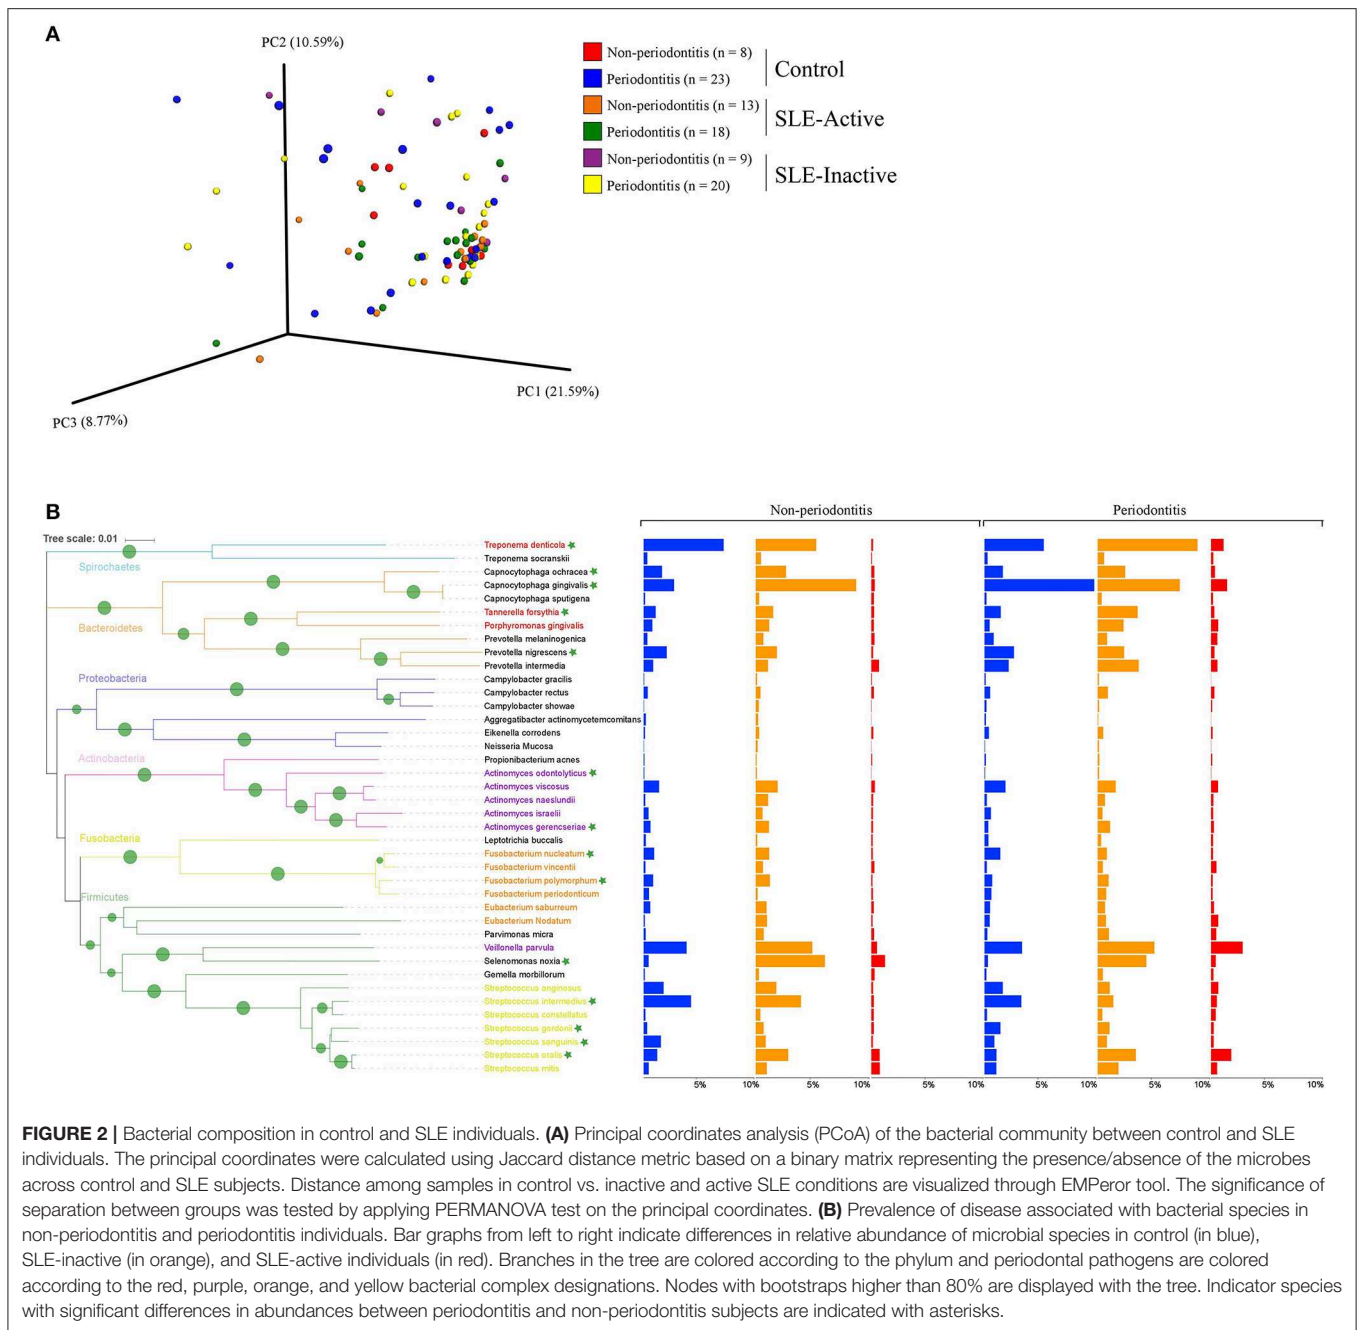 A
PC2 (10.59%)
PC1 (21.59%)
PC3 (8.77%)
Non-periodontitis (n = 8)
Periodontitis (n = 23)
Control
Non-periodontitis (n = 13)
Periodontitis (n = 18)
SLE-Active
Non-periodontitis (n = 9)
Periodontitis (n = 20)
SLE-Inactive
B
Non-periodontitis
Periodontitis
Tree scale: 0.01
Spirochaetes
Bacteroidetes
Proteobacteria
Actinobacteria
Fusobacteria
Firmicutes
Treponema denticola
Treponema socranskii
Capnocytophaga ochracea
Capnocytophaga gingivalis
Capnocytophaga sputigena
Tannerella forsythia
Porphyromonas gingivalis
Prevotella melaninogenica
Prevotella nigrescens
Prevotella intermedia
Campylobacter gracilis
Campylobacter rectus
Campylobacter showae
Aggregatibacter actinomycetemcomitans
Eikenella corrodens
Neisseria Mucosa
Propionibacterium acnes
Actinomyces odontolyticus
Actinomyces viscosus
Actinomyces naeslundii
Actinomyces israelii
Actinomyces gerencseriae
Leptotrichia buccalis
Fusobacterium nucleatum
Fusobacterium vincentii
Fusobacterium polymorphum
Fusobacterium periodonticum
Eubacterium saburreum
Eubacterium Nodatum
Parvimonas micra
Veillonella parvula
Selenomonas noxia
Gemella morbillorum
Streptococcus anginosus
Streptococcus intermedius
Streptococcus constellatus
Streptococcus gordonii
Streptococcus sanguinis
Streptococcus oralis
Streptococcus mitis
5% 10% 5% 10% 5% 10% 5% 10% 5% 10% 5% 10%
FIGURE 2 | Bacterial composition in control and SLE individuals. (A) Principal coordinates analysis (PCoA) of the bacterial community between control and SLE
individuals. The principal coordinates were calculated using Jaccard distance metric based on a binary matrix representing the presence/absence of the microbes
across control and SLE subjects. Distance among samples in control vs. inactive and active SLE conditions are visualized through EMPeror tool. The significance of
separation between groups was tested by applying PERMANOVA test on the principal coordinates. (B) Prevalence of disease associated with bacterial species in
non-periodontitis and periodontitis individuals. Bar graphs from left to right indicate differences in relative abundance of microbial species in control (in blue),
SLE-inactive (in orange), and SLE-active individuals (in red). Branches in the tree are colored according to the phylum and periodontal pathogens are colored
according to the red, purple, orange, and yellow bacterial complex designations. Nodes with bootstraps higher than 80% are displayed with the tree. Indicator species
with significant differences in abundances between periodontitis and non-periodontitis subjects are indicated with asterisks.